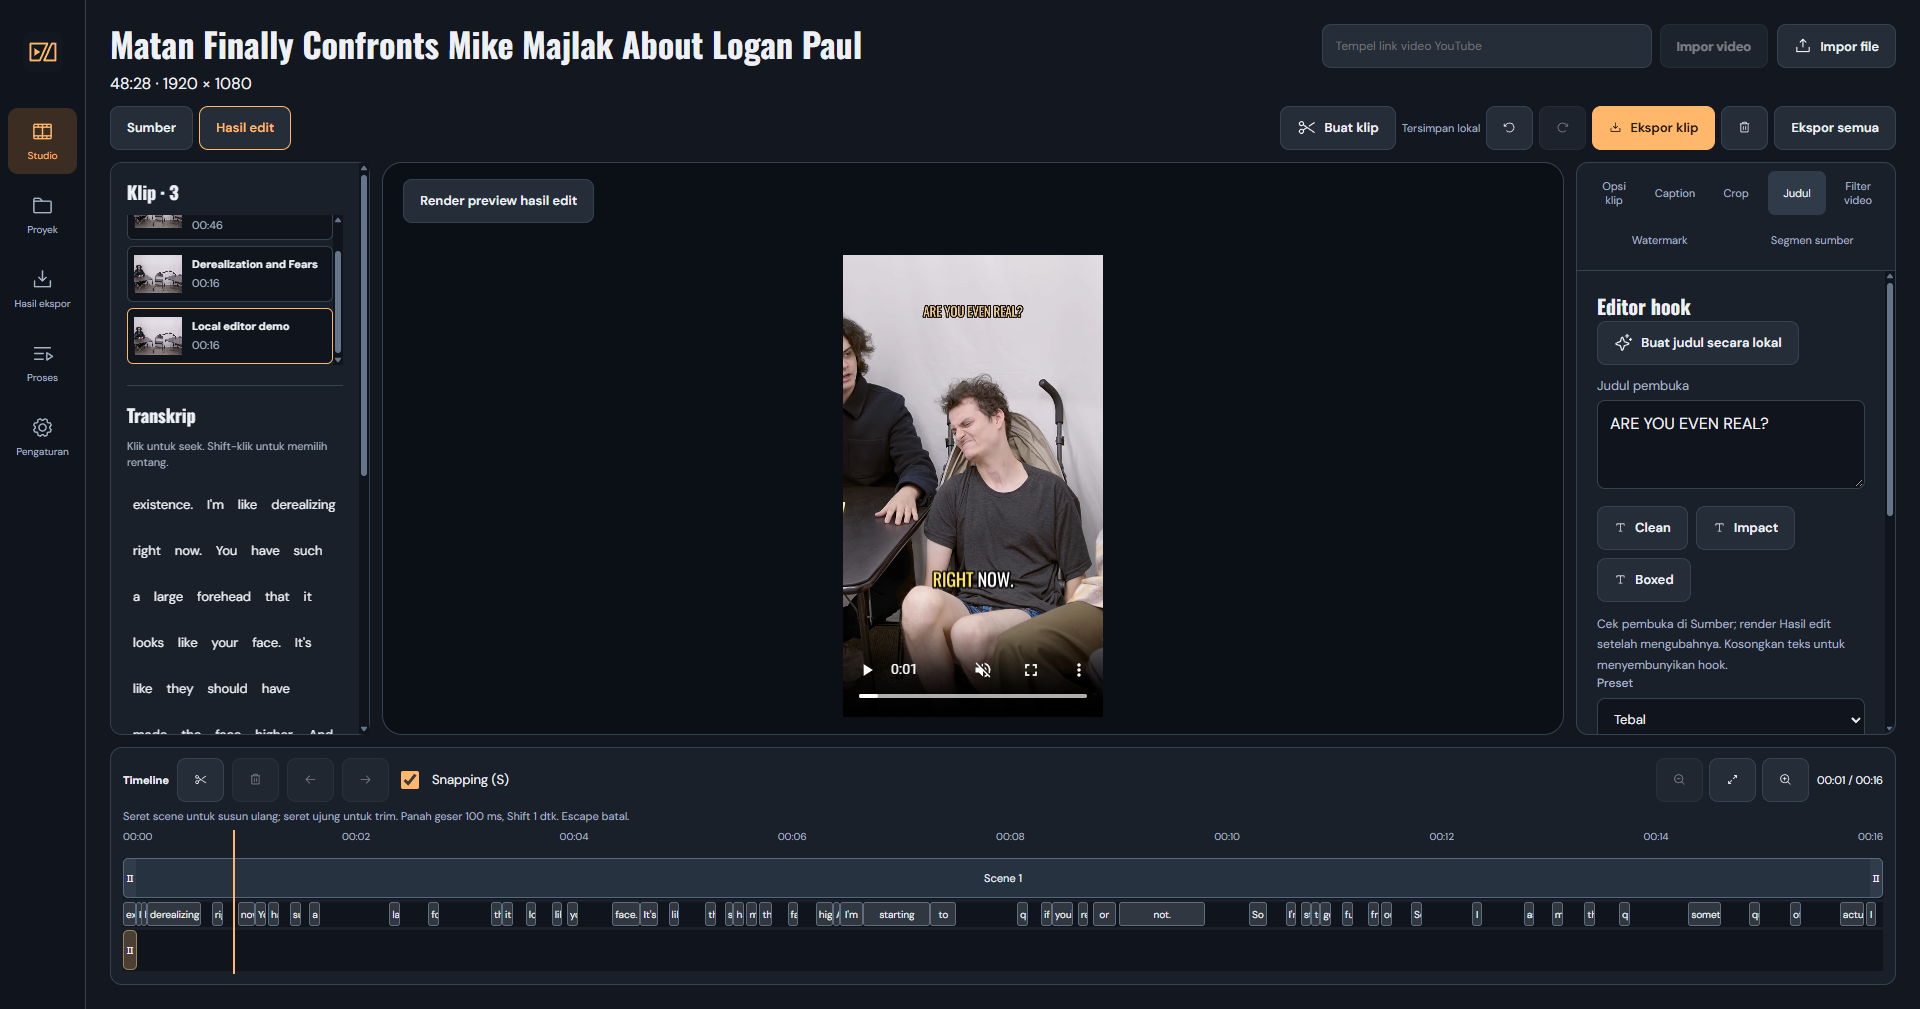 Matan Finally Confronts Mike Majlak About Logan Paul
48:28 · 1920 × 1080
Tempel link video YouTube
Impor video
Impor file
Sumber
Hasil edit
Buat klip
Tersimpan lokal
Ekspor klip
Ekspor semua
Studio
Proyek
Hasil ekspor
Proses
Pengaturan
Klip · 3
00:46
Derealization and Fears
00:16
Local editor demo
00:16
Transkrip
Klik untuk seek. Shift-klik untuk memilih
rentang.
existence. I'm like derealizing
right now. You have such
a large forehead that it
looks like your face. It's
like they should have
made the face higher. And
Render preview hasil edit
ARE YOU EVEN REAL?
RIGHT NOW.
0:01
Opsi klip
Caption
Crop
Judul
Filter video
Watermark
Segmen sumber
Editor hook
Buat judul secara lokal
Judul pembuka
ARE YOU EVEN REAL?
Clean
Impact
Boxed
Cek pembuka di Sumber; render Hasil edit
setelah mengubahnya. Kosongkan teks untuk
menyembunyikan hook.
Preset
Tebal
Timeline
Snapping (S)
00:01 / 00:16
Seret scene untuk susun ulang; seret ujung untuk trim. Panah geser 100 ms, Shift 1 dtk. Escape batal.
00:00 00:02 00:04 00:06 00:08 00:10 00:12 00:14 00:16
Scene 1
derealizing a it face. It's I'm starting to if you or not. So I